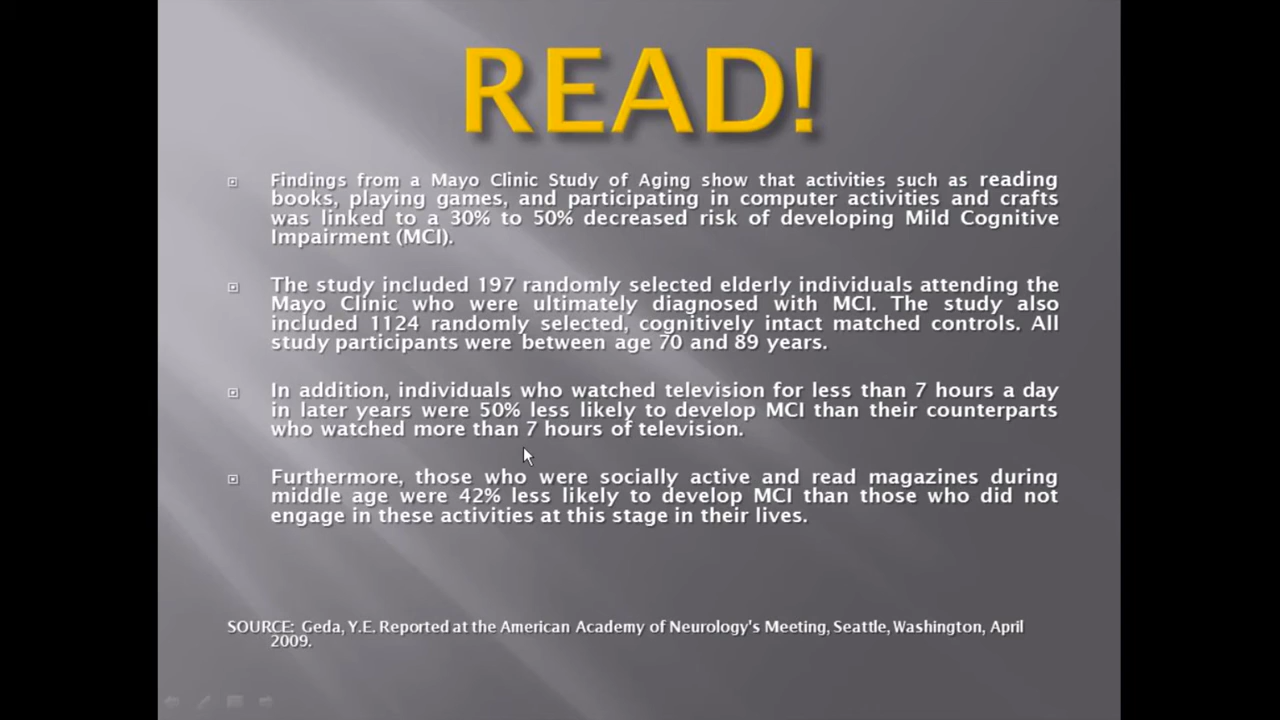 READ!
Findings from a Mayo Clinic Study of Aging show that activities such as reading
books, playing games, and participating in computer activities and crafts
was linked to a 30% to 50% decreased risk of developing Mild Cognitive
Impairment (MCI).
The study included 197 randomly selected elderly individuals attending the
Mayo Clinic who were ultimately diagnosed with MCI. The study also
included 1124 randomly selected, cognitively intact matched controls. All
study participants were between age 70 and 89 years.
In addition, individuals who watched television for less than 7 hours a day
in later years were 50% less likely to develop MCI than their counterparts
who watched more than 7 hours of television.
Furthermore, those who were socially active and read magazines during
middle age were 42% less likely to develop MCI than those who did not
engage in these activities at this stage in their lives.
SOURCE: Geda, Y.E. Reported at the American Academy of Neurology's Meeting, Seattle, Washington, April
2009.